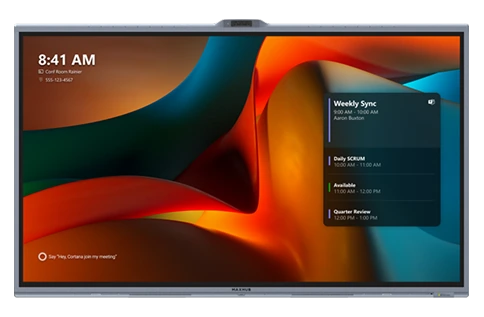 8:41 AM
Conf Room Rainier
555-123-4567
Weekly Sync
9:00 AM - 10:00 AM
Aaron Buxton
Daily SCRUM
10:00 AM - 11:00 AM
Available
11:00 AM - 12:00 PM
Quarter Review
12:00 PM - 1:00 PM
Say "Hey, Cortana join my meeting"
MAXHUB